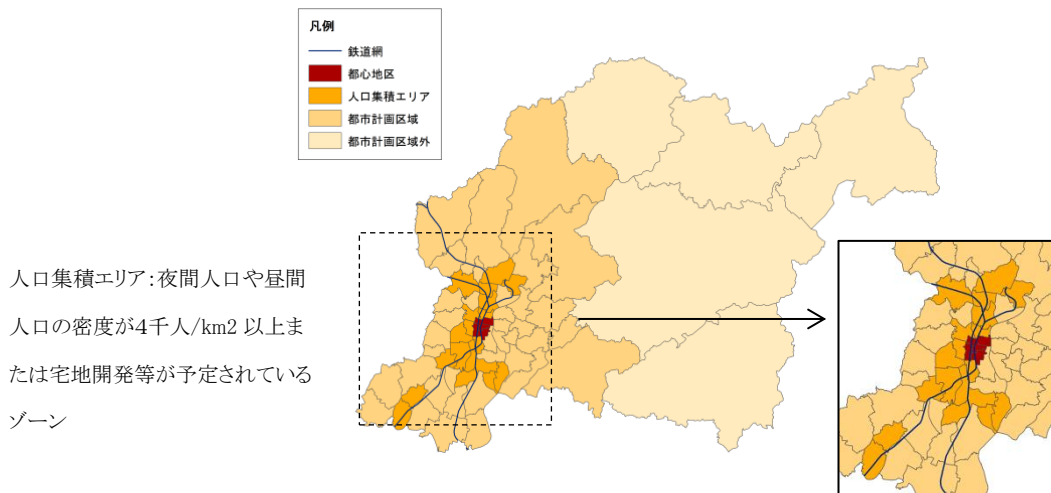 凡例
鉄道網
都心地区
人口集積エリア
都市計画区域
都市計画区域外
人口集積エリア：夜間人口や昼間
人口の密度が4千人/km2 以上ま
たは宅地開発等が予定されている
ゾーン